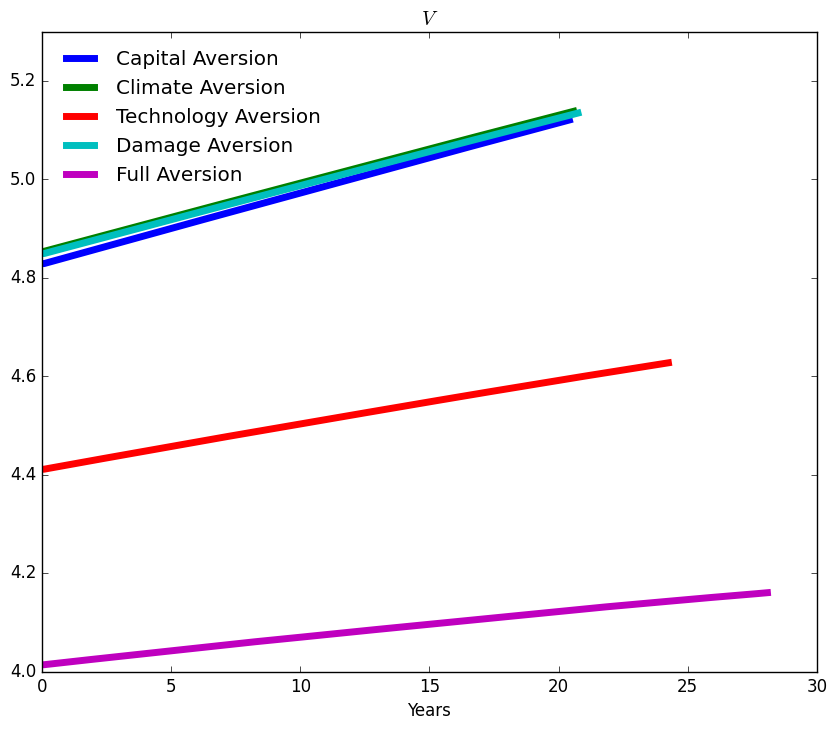 V
5.2
5.0
4.8
4.6
4.4
4.2
4.0
Capital Aversion
Climate Aversion
Technology Aversion
Damage Aversion
Full Aversion
0 5 10 15 20 25 30
Years